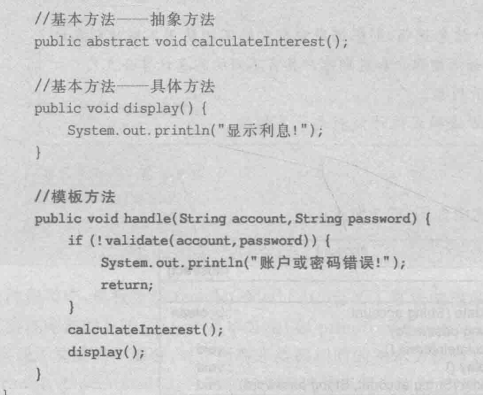 //基本方法——抽象方法
public abstract void calculateInterest();
//基本方法——具体方法
public void display() {
System.out.println("显示利息!");
}
//模板方法
public void handle(String account,String password) {
if (!validate(account,password)) {
System.out.println("账户或密码错误!");
return;
}
calculateInterest();
display();
}
}